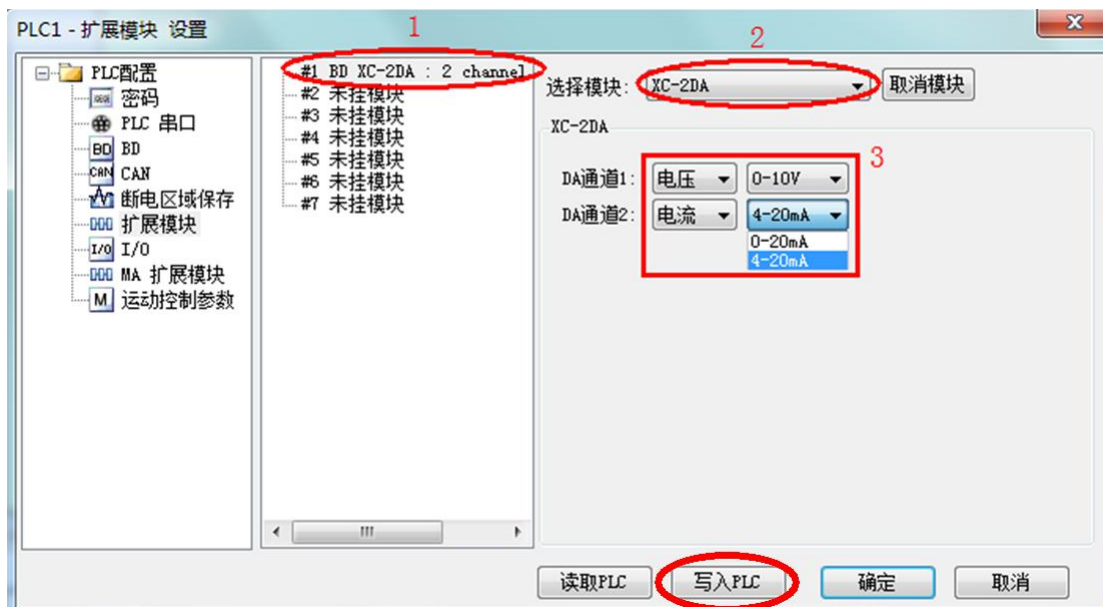 PLC1 - 扩展模块 设置
1
2
PLC配置
密码
PLC 串口
BD BD
CAN CAN
断电区域保存
扩展模块
I/O I/O
MA 扩展模块
M 运动控制参数
#1 BD XC-2DA : 2 channel
#2 未挂模块
#3 未挂模块
#4 未挂模块
#5 未挂模块
#6 未挂模块
#7 未挂模块
选择模块: XC-2DA 取消模块
XC-2DA
3
DA通道1: 电压 0-10V
DA通道2: 电流 4-20mA
0-20mA
4-20mA
读取PLC 写入PLC 确定 取消